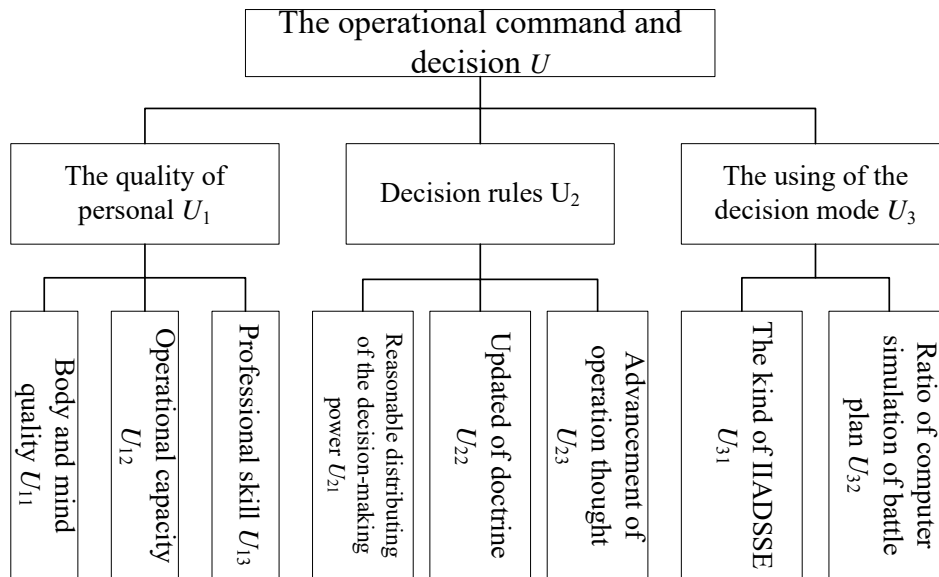 The operational command and
decision U
The quality of
personal U₁
Decision rules U₂
The using of the
decision mode U₃
Body and mind
quality U₁₁
Operational capacity
U₁₂
Professional skill U₁₃
Reasonable distributing
of the decision-making
power U₂₁
Updated of doctrine
U₂₂
Advancement of
operation thought
U₂₃
The kind of IIADSSE
U₃₁
Ratio of computer
simulation of battle
plan U₃₂